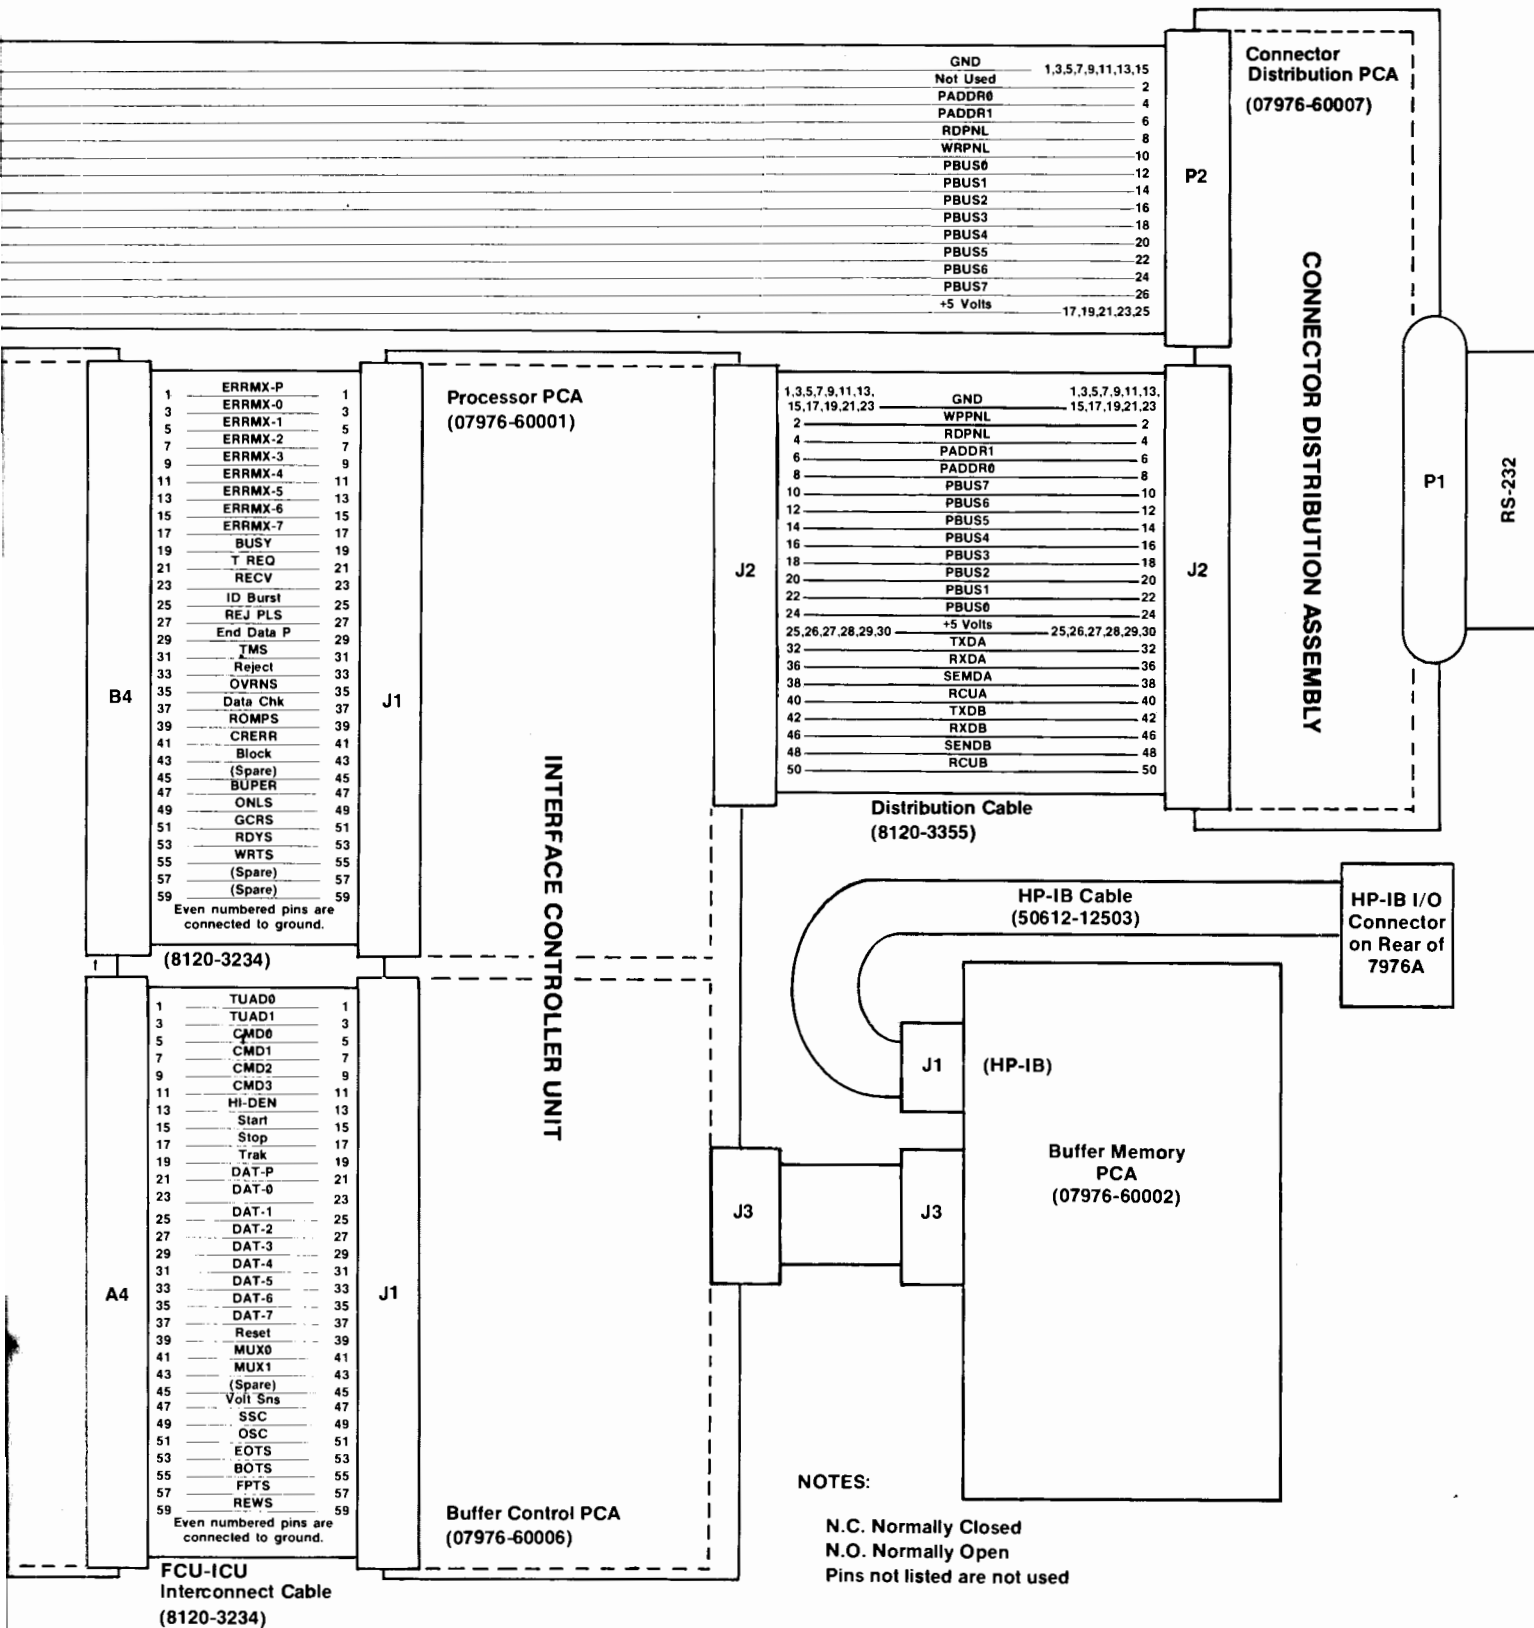 GND 1,3,5,7,9,11,13,15
Not Used 2
PADDR0 4
PADDR1 6
RDPNL 8
WRPNL 10
PBUS0 12
PBUS1 14
PBUS2 16
PBUS3 18
PBUS4 20
PBUS5 22
PBUS6 24
PBUS7 26
+5 Volts 17,19,21,23,25
P2
Connector
Distribution PCA
(07976-60007)
CONNECTOR DISTRIBUTION ASSEMBLY
P1
RS-232
B4
1 ERRMX-P 1
3 ERRMX-0 3
5 ERRMX-1 5
7 ERRMX-2 7
9 ERRMX-3 9
11 ERRMX-4 11
13 ERRMX-5 13
15 ERRMX-6 15
17 ERRMX-7 17
19 BUSY 19
21 T REQ 21
23 RECV 23
25 ID Burst 25
27 REJ PLS 27
29 End Data P 29
31 TMS 31
33 Reject 33
35 OVRNS 35
37 Data Chk 37
39 ROMPS 39
41 CRERR 41
43 Block 43
45 (Spare) 45
47 BUPER 47
49 ONLS 49
51 GCRS 51
53 RDYS 53
55 WRTS 55
57 (Spare) 57
59 (Spare) 59
Even numbered pins are
connected to ground.
(8120-3234)
J1
Processor PCA
(07976-60001)
INTERFACE CONTROLLER UNIT
J2
1,3,5,7,9,11,13, 1,3,5,7,9,11,13,
15,17,19,21,23 GND 15,17,19,21,23
2 WPPNL 2
4 RDPNL 4
6 PADDR1 6
8 PADDR0 8
10 PBUS7 10
12 PBUS6 12
14 PBUS5 14
16 PBUS4 16
18 PBUS3 18
20 PBUS2 20
22 PBUS1 22
24 PBUS0 24
25,26,27,28,29,30 +5 Volts 25,26,27,28,29,30
32 TXDA 32
36 RXDA 36
38 SEMDA 38
40 RCUA 40
42 TXDB 42
46 RXDB 46
48 SENDB 48
50 RCUB 50
J2
Distribution Cable
(8120-3355)
HP-IB Cable
(50612-12503)
HP-IB I/O
Connector
on Rear of
7976A
A4
1 TUAD0 1
3 TUAD1 3
5 CMD0 5
7 CMD1 7
9 CMD2 9
11 CMD3 11
13 HI-DEN 13
15 Start 15
17 Stop 17
19 Trak 19
21 DAT-P 21
23 DAT-0 23
25 DAT-1 25
27 DAT-2 27
29 DAT-3 29
31 DAT-4 31
33 DAT-5 33
35 DAT-6 35
37 DAT-7 37
39 Reset 39
41 MUX0 41
43 MUX1 43
45 (Spare) 45
47 Volt Sns 47
49 SSC 49
51 OSC 51
53 EOTS 53
55 BOTS 55
57 FPTS 57
59 REWS 59
Even numbered pins are
connected to ground.
FCU-ICU
Interconnect Cable
(8120-3234)
J1
Buffer Control PCA
(07976-60006)
J3
J3
J1
(HP-IB)
Buffer Memory
PCA
(07976-60002)
NOTES:
N.C. Normally Closed
N.O. Normally Open
Pins not listed are not used